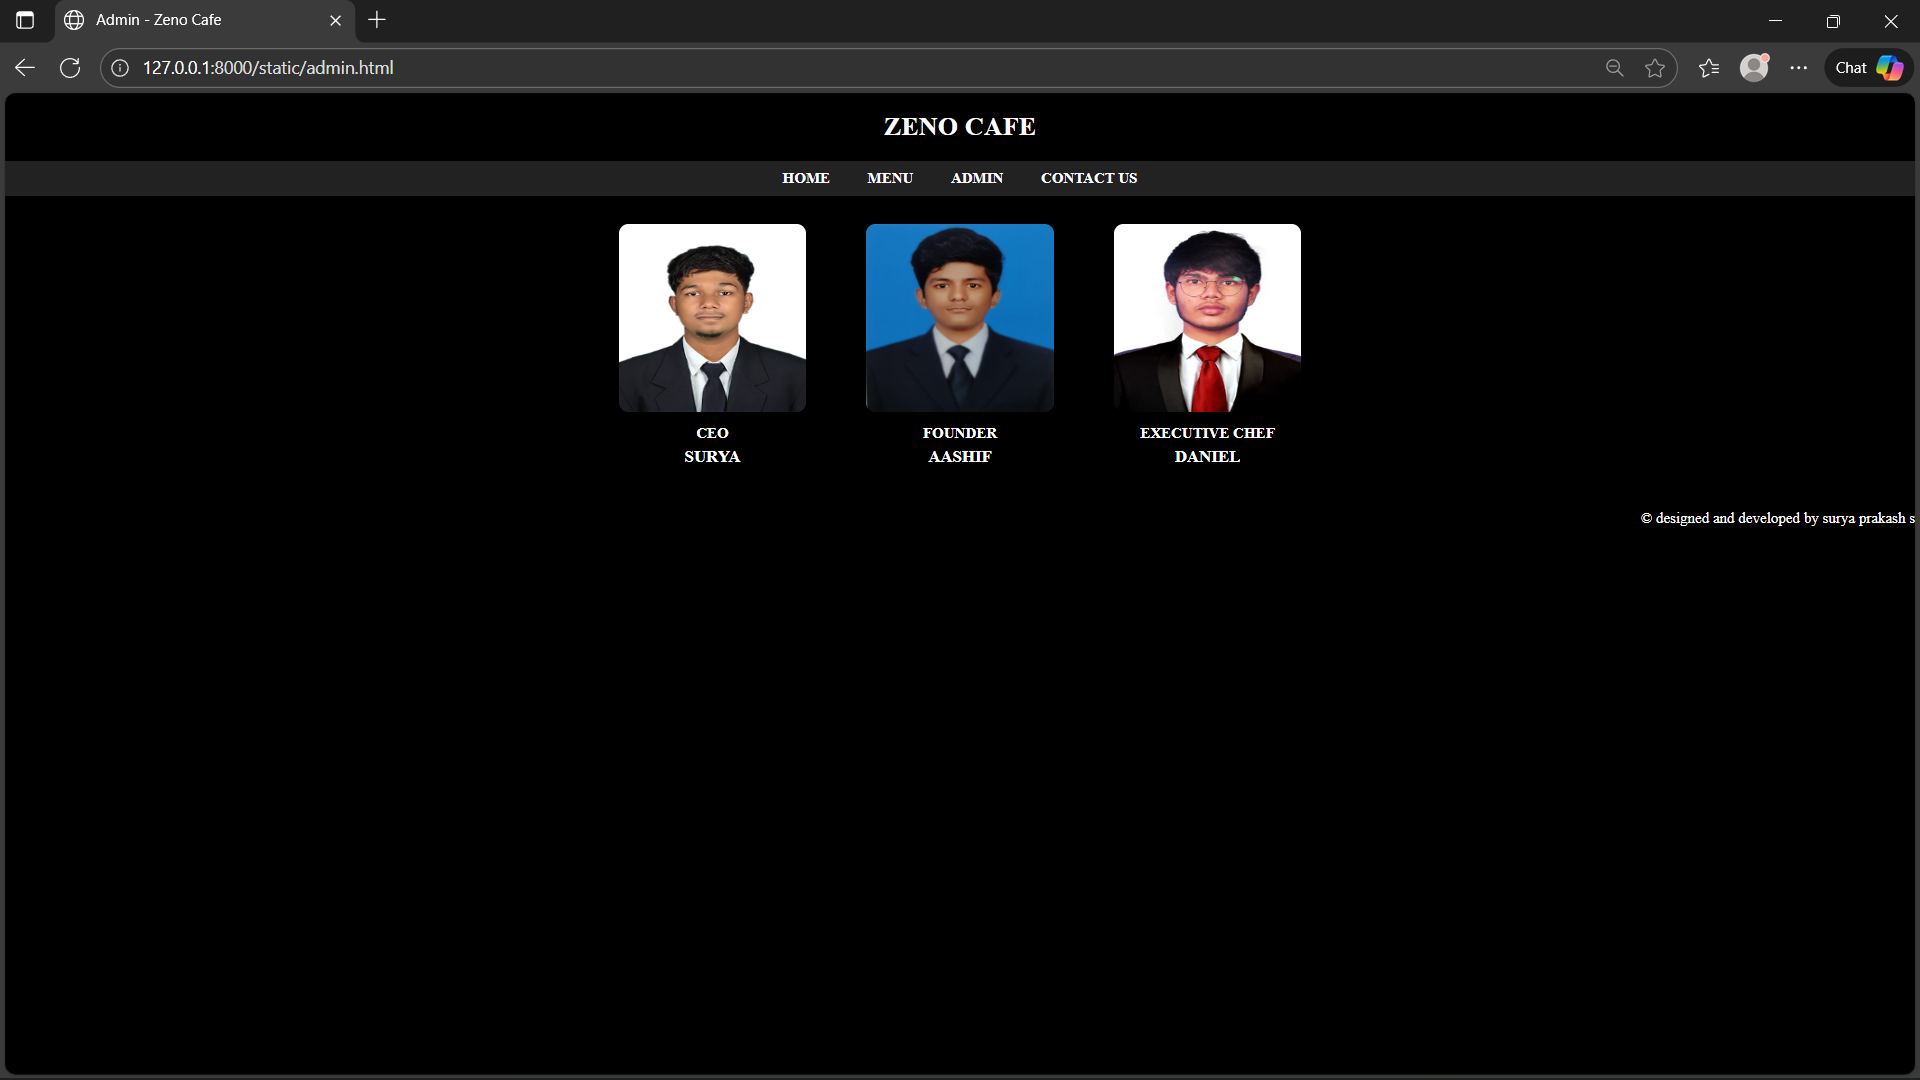 Admin - Zeno Cafe
127.0.0.1:8000/static/admin.html
Chat
ZENO CAFE
HOME MENU ADMIN CONTACT US
CEO FOUNDER EXECUTIVE CHEF
SURYA AASHIF DANIEL
© designed and developed by surya prakash s